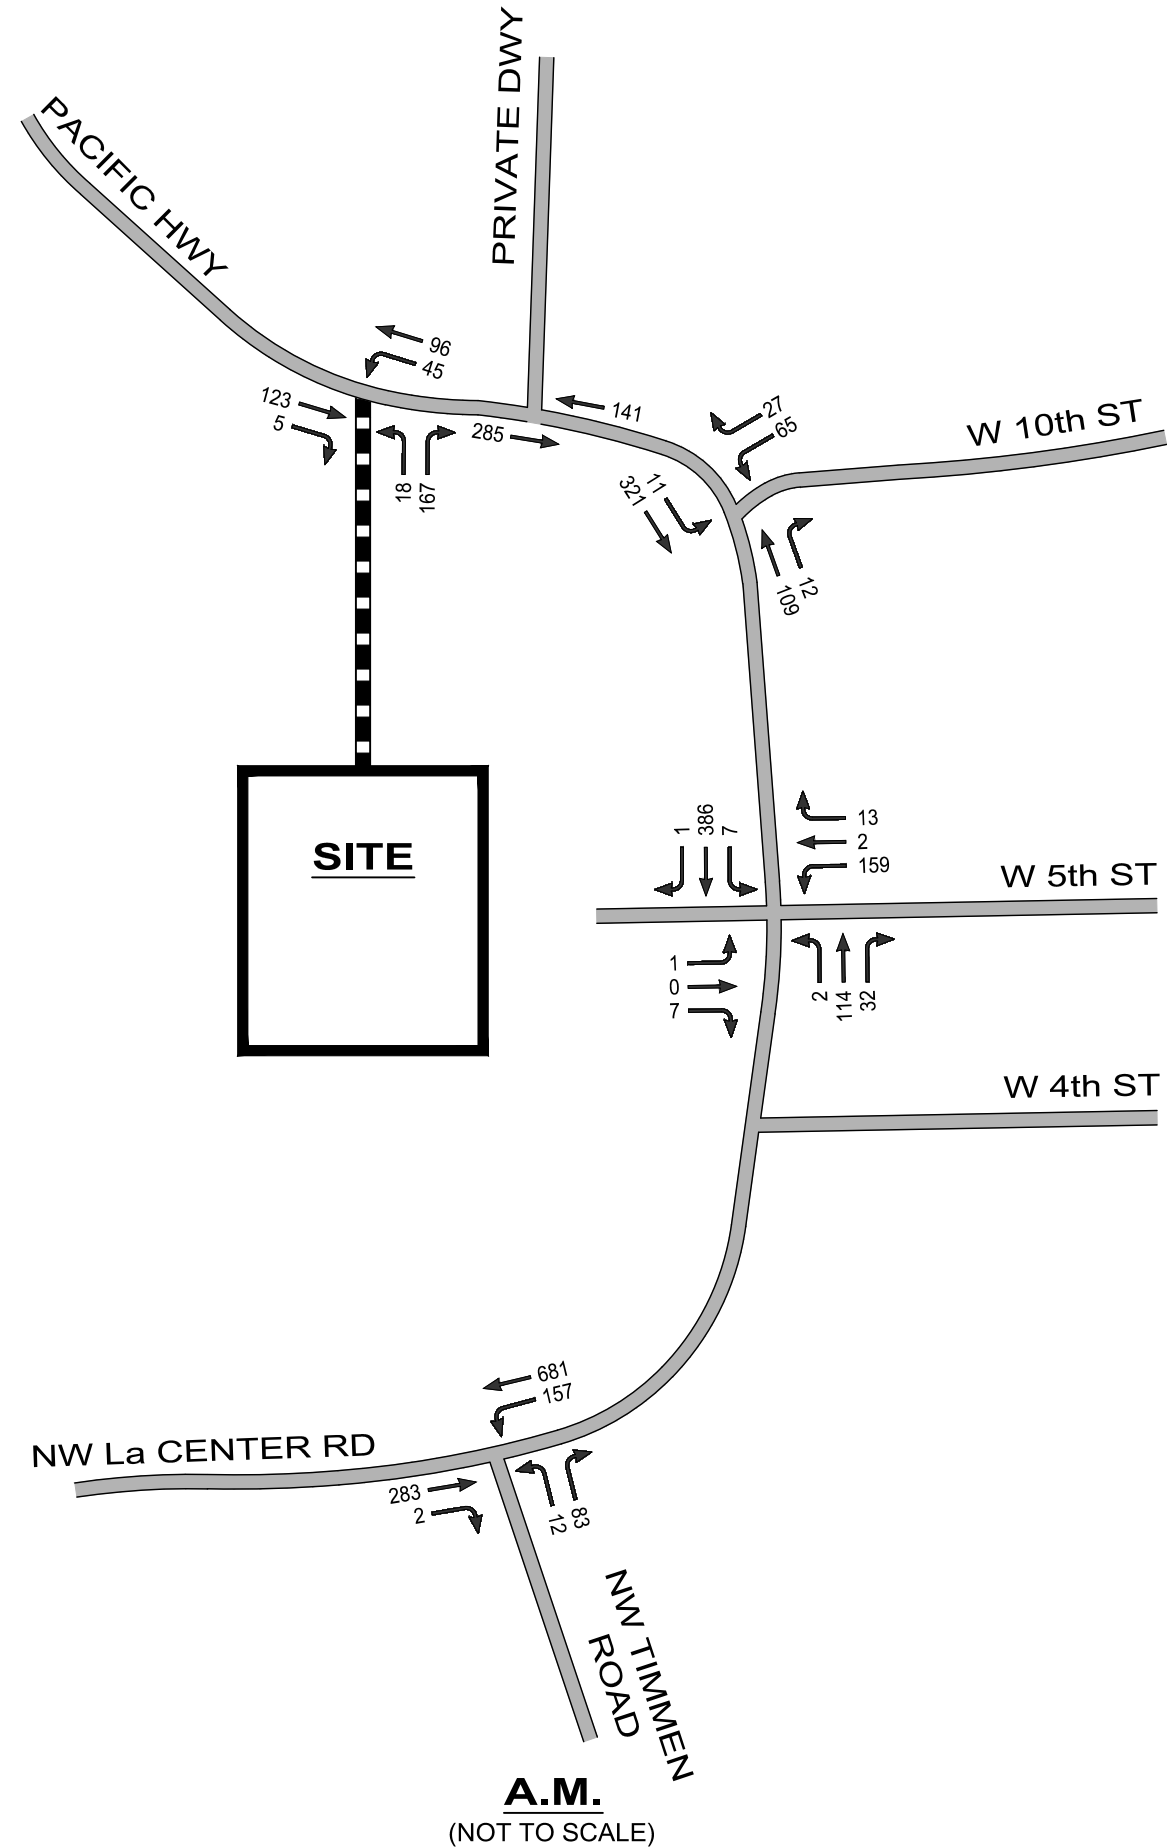 PRIVATE DWY
PACIFIC HWY
96
45
123
5
18
167
285
141
27
65
W 10th ST
11
321
12
109
SITE
1
386
7
13
2
159
W 5th ST
1
0
7
2
114
32
W 4th ST
681
157
NW La CENTER RD
283
2
12
83
NW TIMMEN
ROAD
A.M.
(NOT TO SCALE)